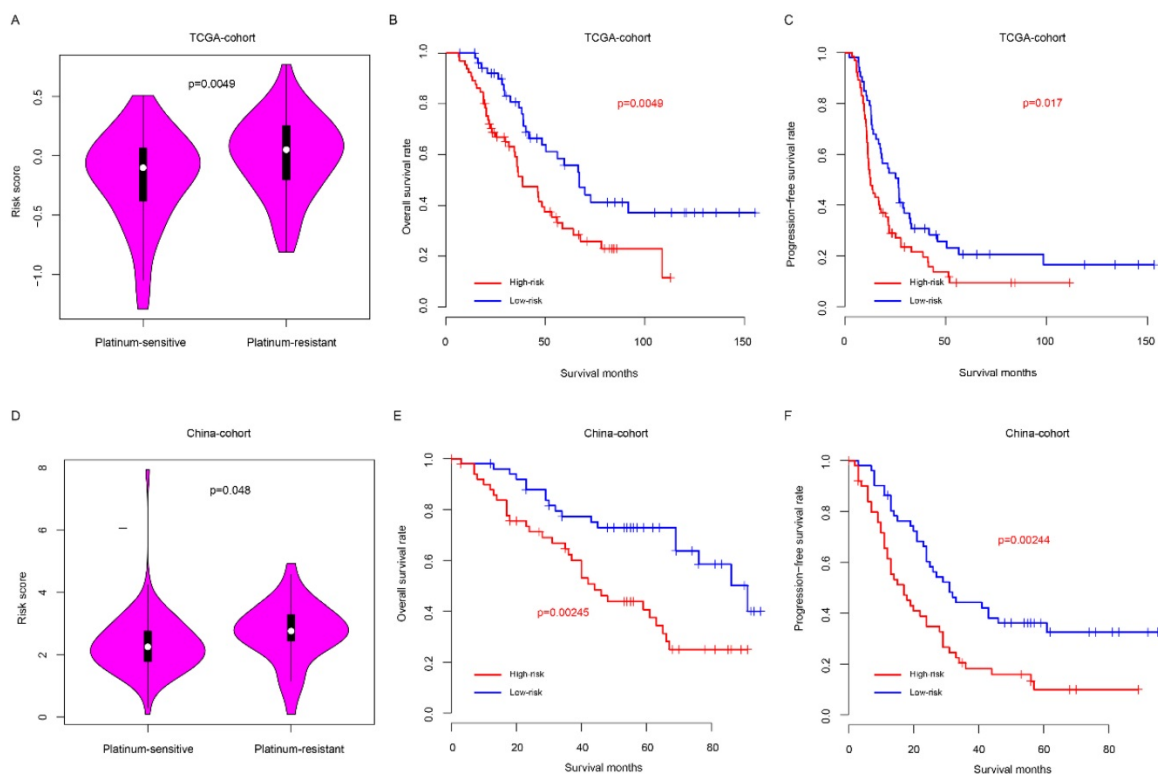 A
TCGA-cohort
p=0.0049
Risk score
0.5
0.0
−0.5
−1.0
Platinum-sensitive
Platinum-resistant
B
TCGA-cohort
p=0.0049
Overall survival rate
1.0
0.8
0.6
0.4
0.2
0.0
High-risk
Low-risk
0 50 100 150
Survival months
C
TCGA-cohort
p=0.017
Progression−free survival rate
1.0
0.8
0.6
0.4
0.2
0.0
High-risk
Low-risk
0 50 100 150
Survival months
D
China-cohort
p=0.048
Risk score
8
6
4
2
0
Platinum-sensitive
Platinum-resistant
E
China-cohort
p=0.00245
Overall survival rate
1.0
0.8
0.6
0.4
0.2
0.0
High-risk
Low-risk
0 20 40 60 80
Survival months
F
China-cohort
p=0.00244
Progression−free survival rate
1.0
0.8
0.6
0.4
0.2
0.0
High-risk
Low-risk
0 20 40 60 80
Survival months